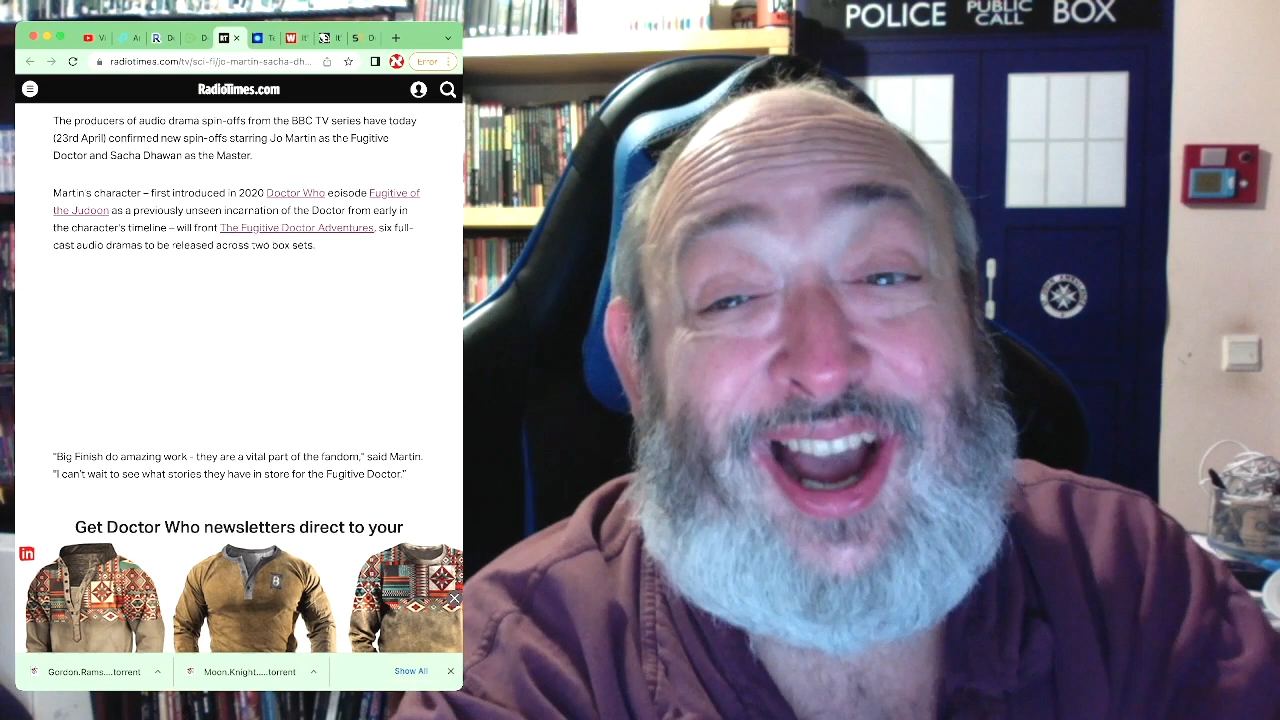 POLICE PUBLIC CALL BOX
radiotimes.com/tv/sci-fi/jo-martin-sacha-dh...
Error
RadioTimes.com
The producers of audio drama spin-offs from the BBC TV series have today
(23rd April) confirmed new spin-offs starring Jo Martin as the Fugitive
Doctor and Sacha Dhawan as the Master.
Martin's character – first introduced in 2020 Doctor Who episode Fugitive of
the Judoon as a previously unseen incarnation of the Doctor from early in
the character's timeline – will front The Fugitive Doctor Adventures, six full-
cast audio dramas to be released across two box sets.
"Big Finish do amazing work - they are a vital part of the fandom," said Martin.
"I can't wait to see what stories they have in store for the Fugitive Doctor."
Get Doctor Who newsletters direct to your
in
B
Gordon.Rams....torrent
Moon.Knight.....torrent
Show All